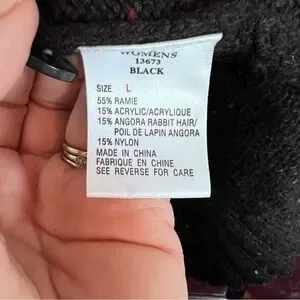 WOMENS
13673
BLACK
SIZE L
55% RAMIE
15% ACRYLIC/ACRYLIQUE
15% ANGORA RABBIT HAIR/
POIL DE LAPIN ANGORA
15% NYLON
MADE IN CHINA
FABRIQUE EN CHINE
SEE REVERSE FOR CARE